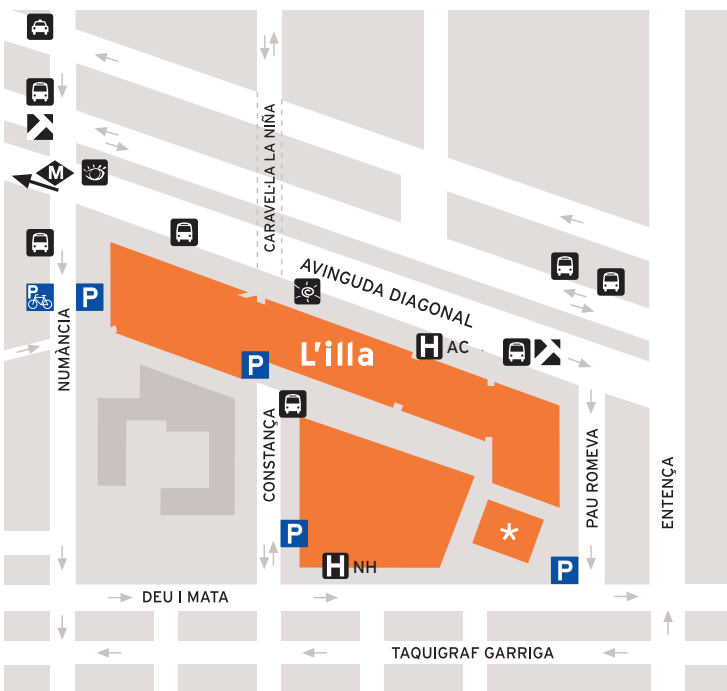 CARAVEL·LA LA NIÑA
M
AVINGUDA DIAGONAL
P
P
NUMÀNCIA
L'illa
H AC
P
CONSTANÇA
PAU ROMEVA
ENTENÇA
P
*
H NH
P
DEU I MATA
TAQUIGRAF GARRIGA